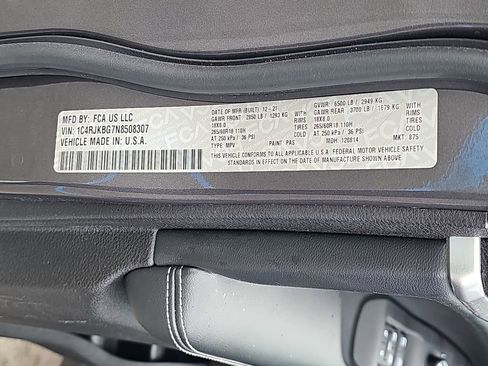 MFD BY: FCA US LLC
VIN: 1C4RJKBG7N8508307
VEHICLE MADE IN: U.S.A.
DATE OF MFR (BUILT): 12-21
GVWR: 6500 LB / 2949 KG
GAWR FRONT: 2850 LB / 1293 KG
WITH
GAWR REAR: 3700 LB / 1679 KG
WITH
18X8.0
RIMS
18X8.0
RIMS
265/60R18 110H
TIRES
265/60R18 110H
TIRES
AT 250 kPa / 36 PSI
COLD
AT 250 kPa / 36 PSI
COLD
TYPE: MPV
PAINT: PAS
MDH: 120814
MKT: 875
THIS VEHICLE CONFORMS TO ALL APPLICABLE U.S.A. FEDERAL MOTOR VEHICLE SAFETY
STANDARDS IN EFFECT ON THE DATE OF MANUFACTURE SHOWN ABOVE.